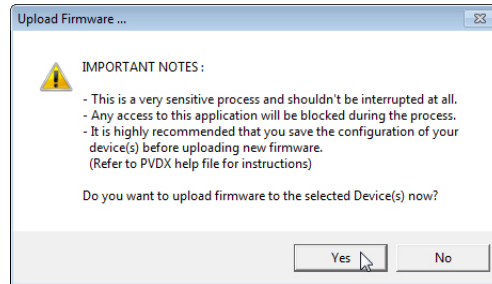 Upload Firmware ...
IMPORTANT NOTES :
- This is a very sensitive process and shouldn't be interrupted at all.
- Any access to this application will be blocked during the process.
- It is highly recommended that you save the configuration of your
device(s) before uploading new firmware.
(Refer to PVDX help file for instructions)
Do you want to upload firmware to the selected Device(s) now?
Yes No